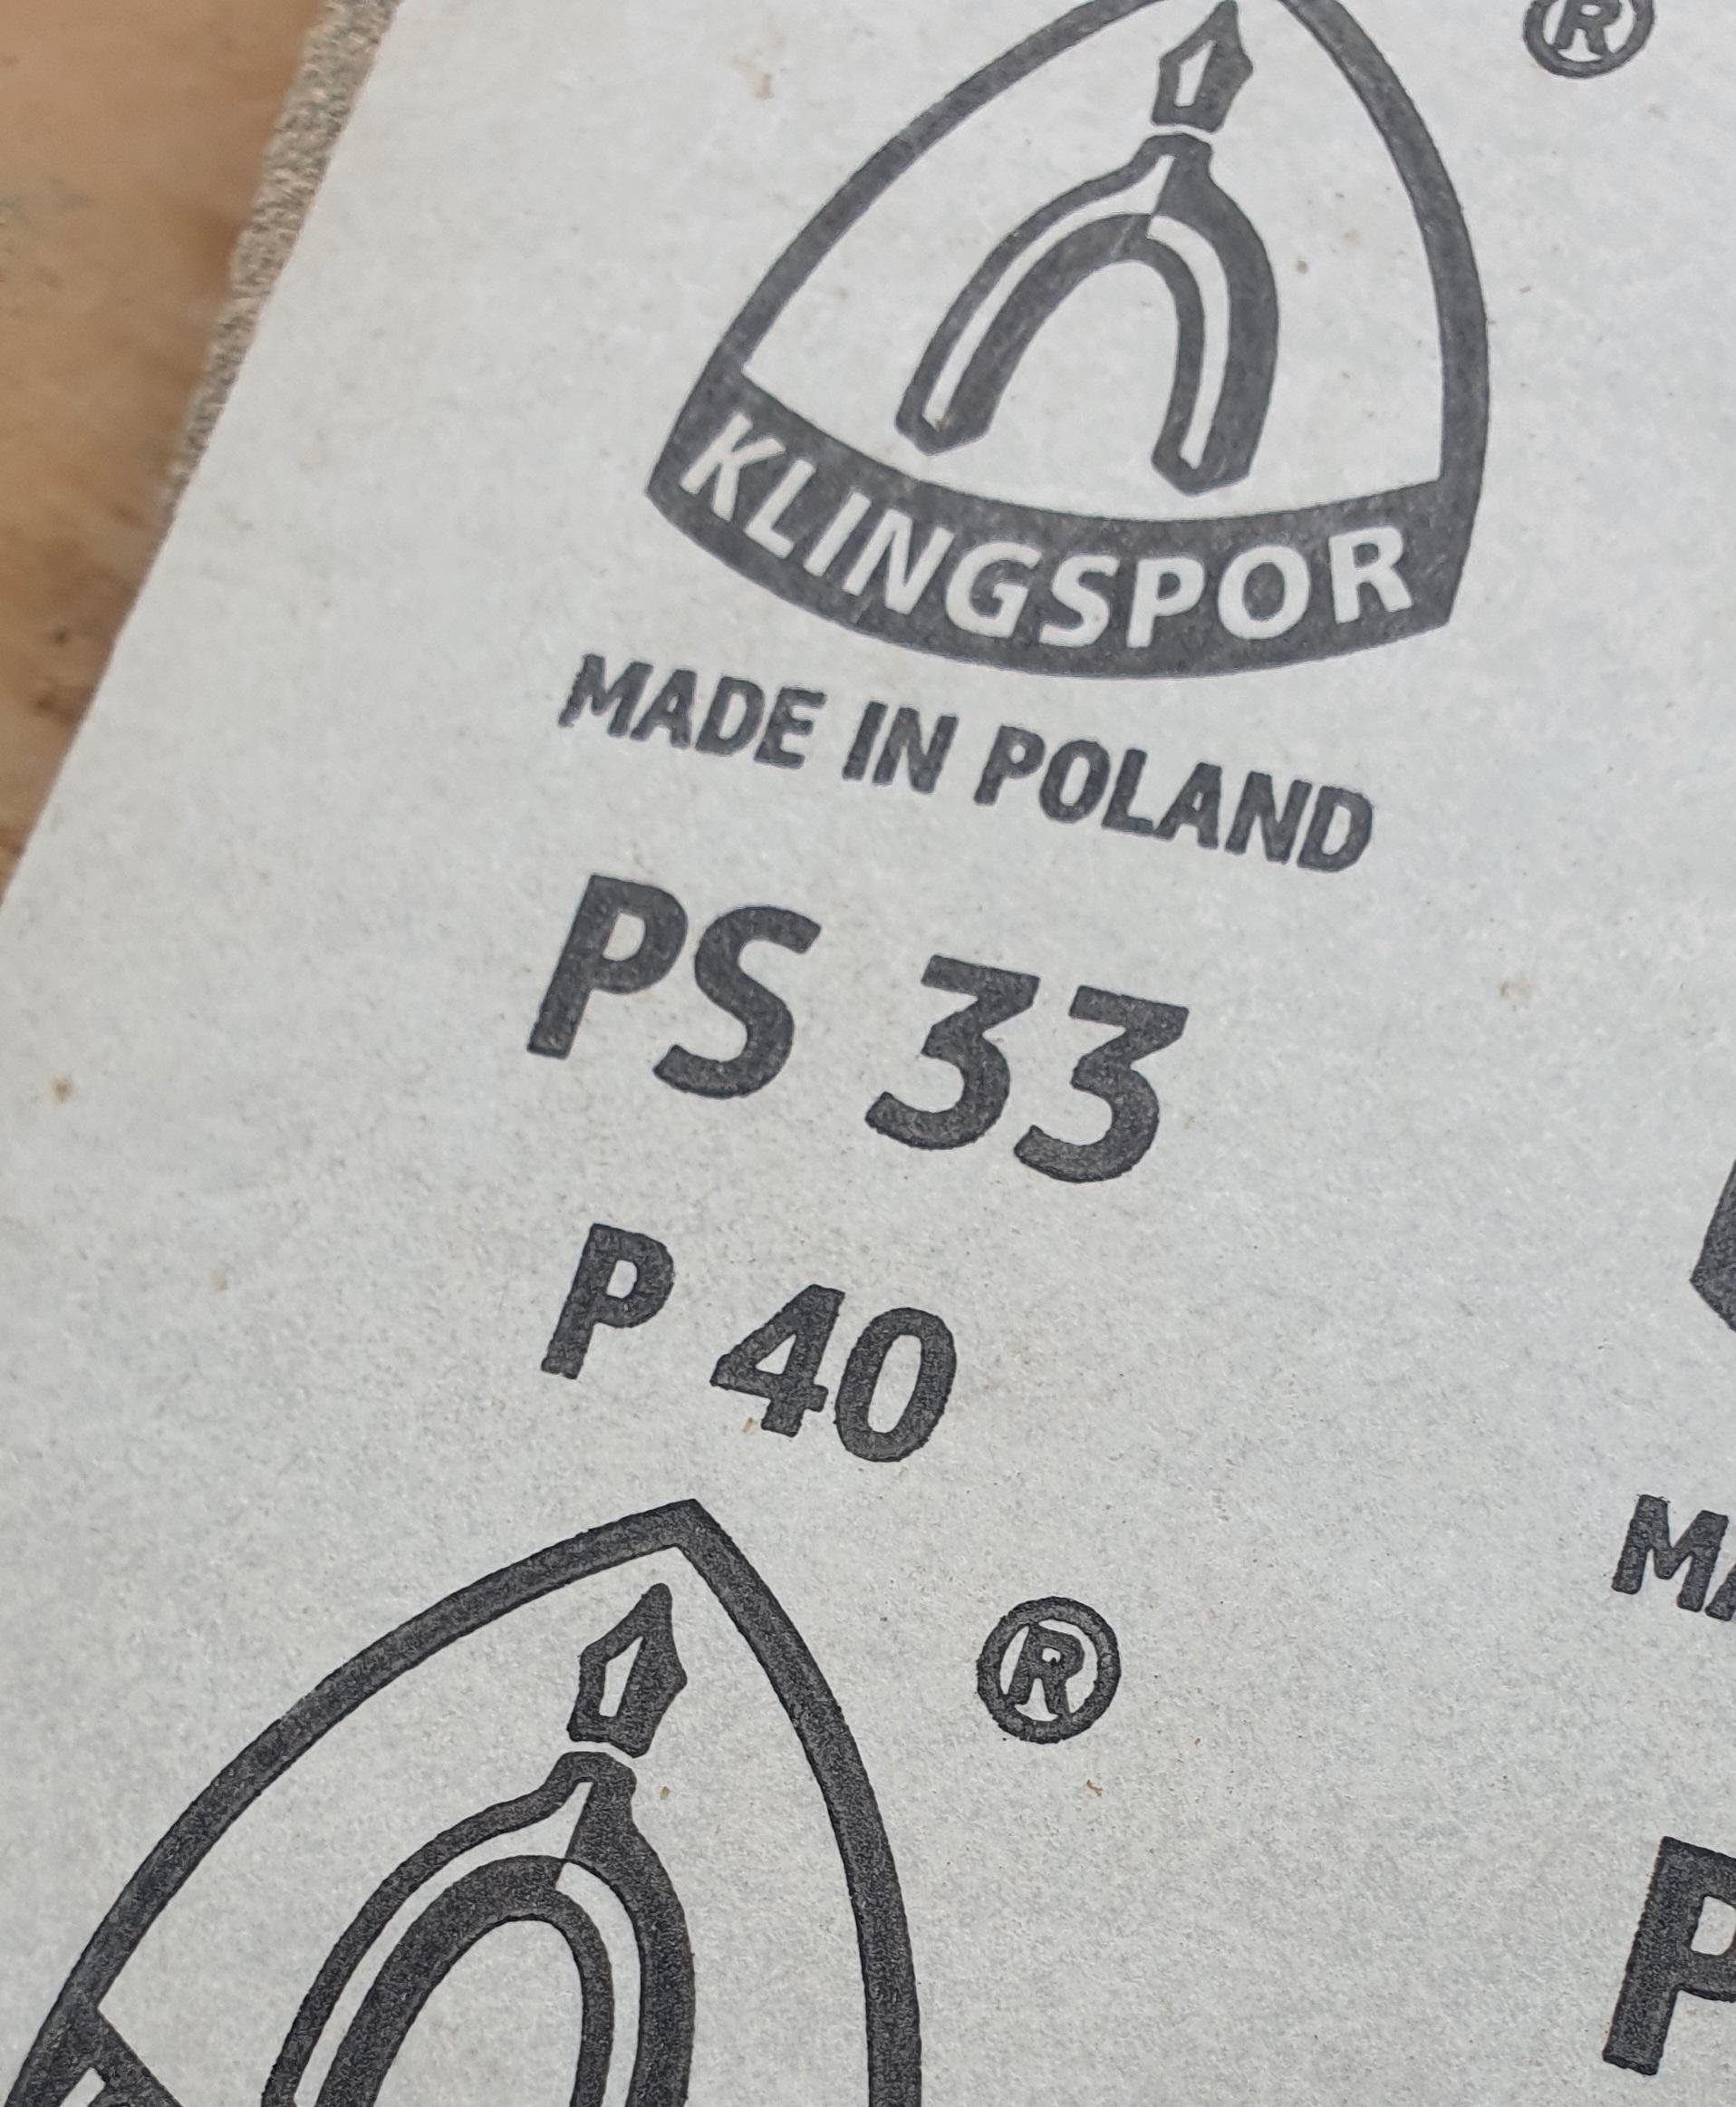 ®
KLINGSPOR
MADE IN POLAND
PS 33
P 40
®